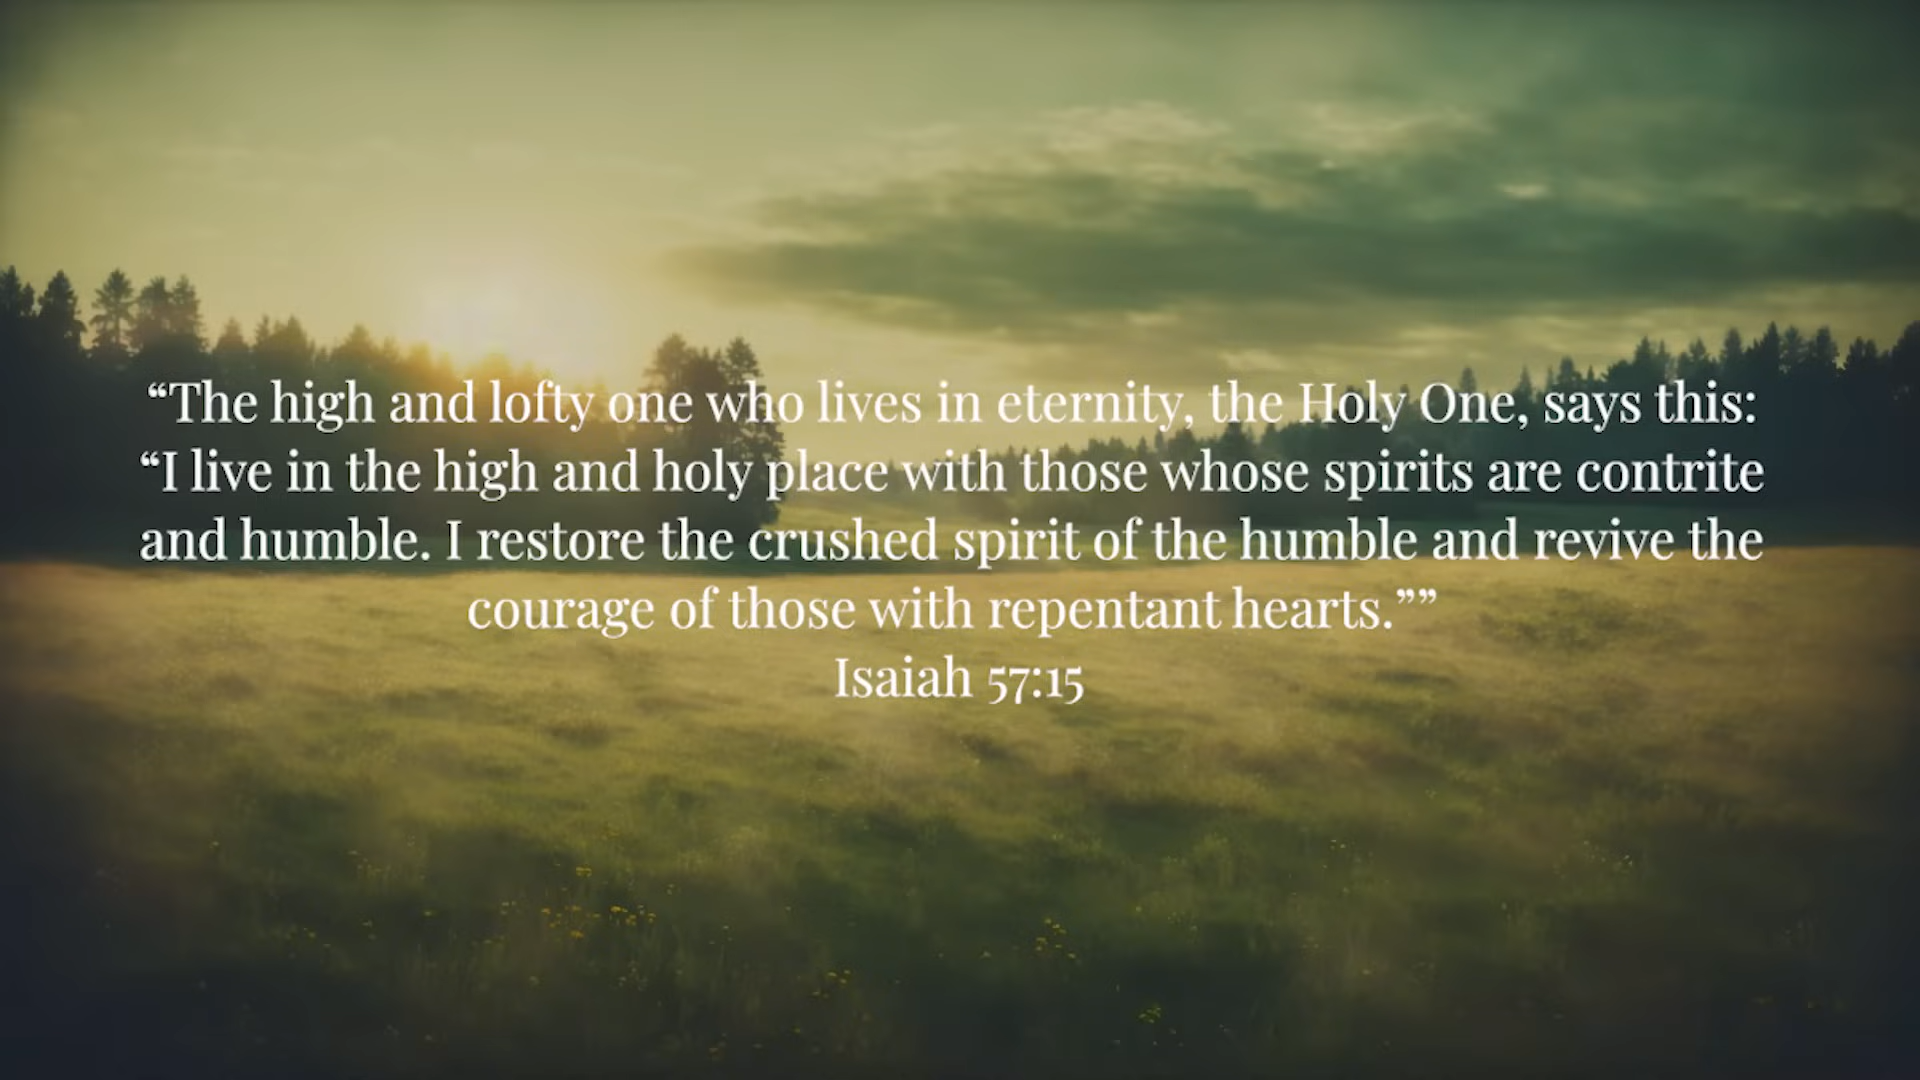 “The high and lofty one who lives in eternity, the Holy One, says this:
“I live in the high and holy place with those whose spirits are contrite
and humble. I restore the crushed spirit of the humble and revive the
courage of those with repentant hearts.””
Isaiah 57:15